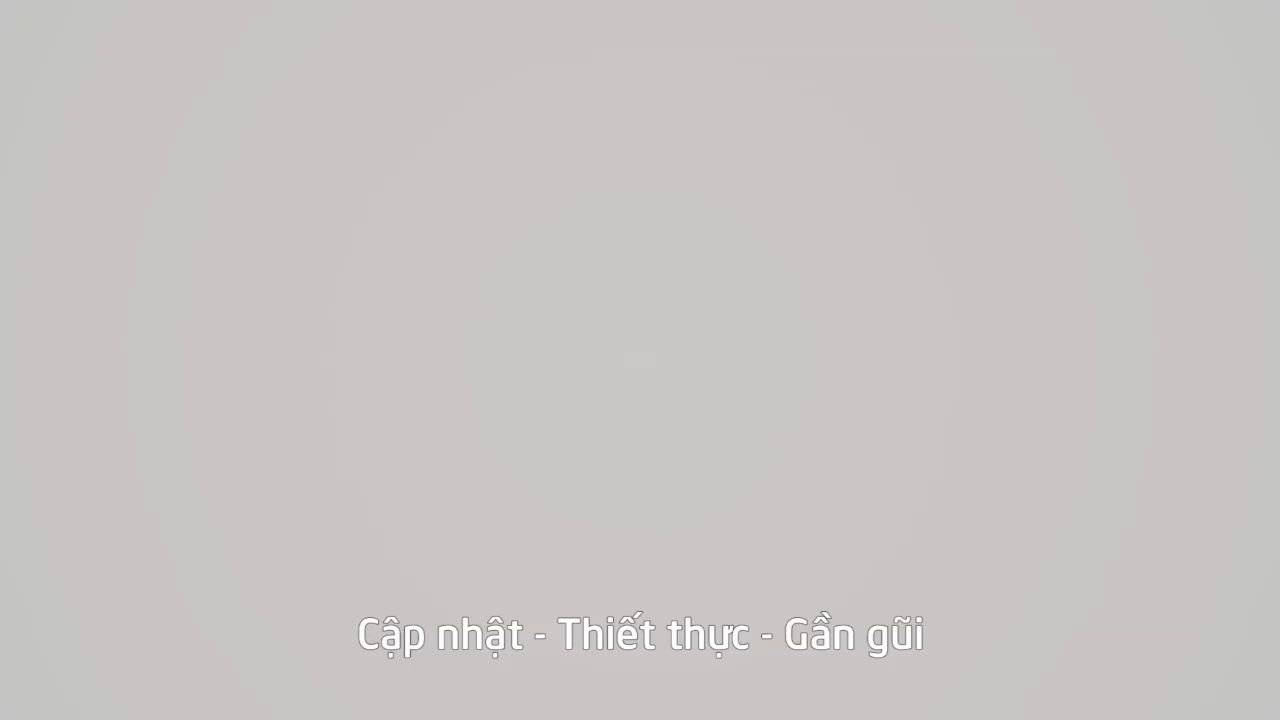 Cập nhật - Thiết thực - Gần gũi